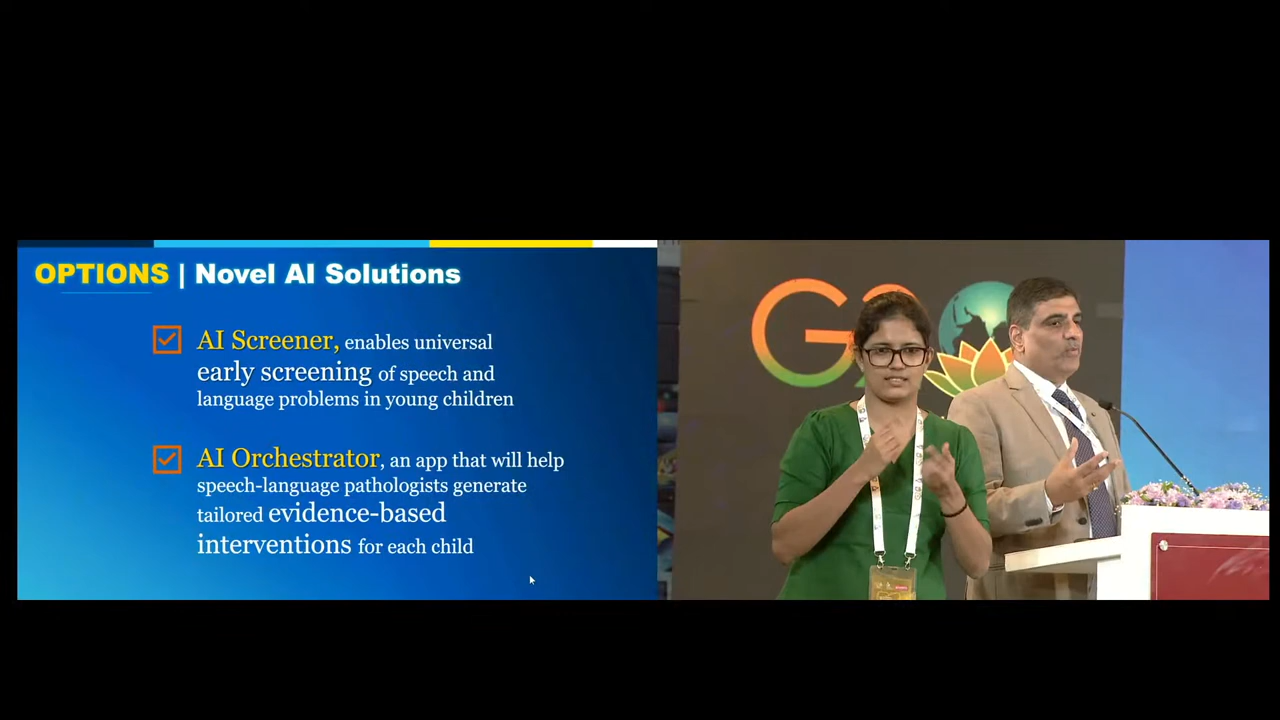 OPTIONS | Novel AI Solutions
AI Screener, enables universal
early screening of speech and
language problems in young children
AI Orchestrator, an app that will help
speech-language pathologists generate
tailored evidence-based
interventions for each child
G20